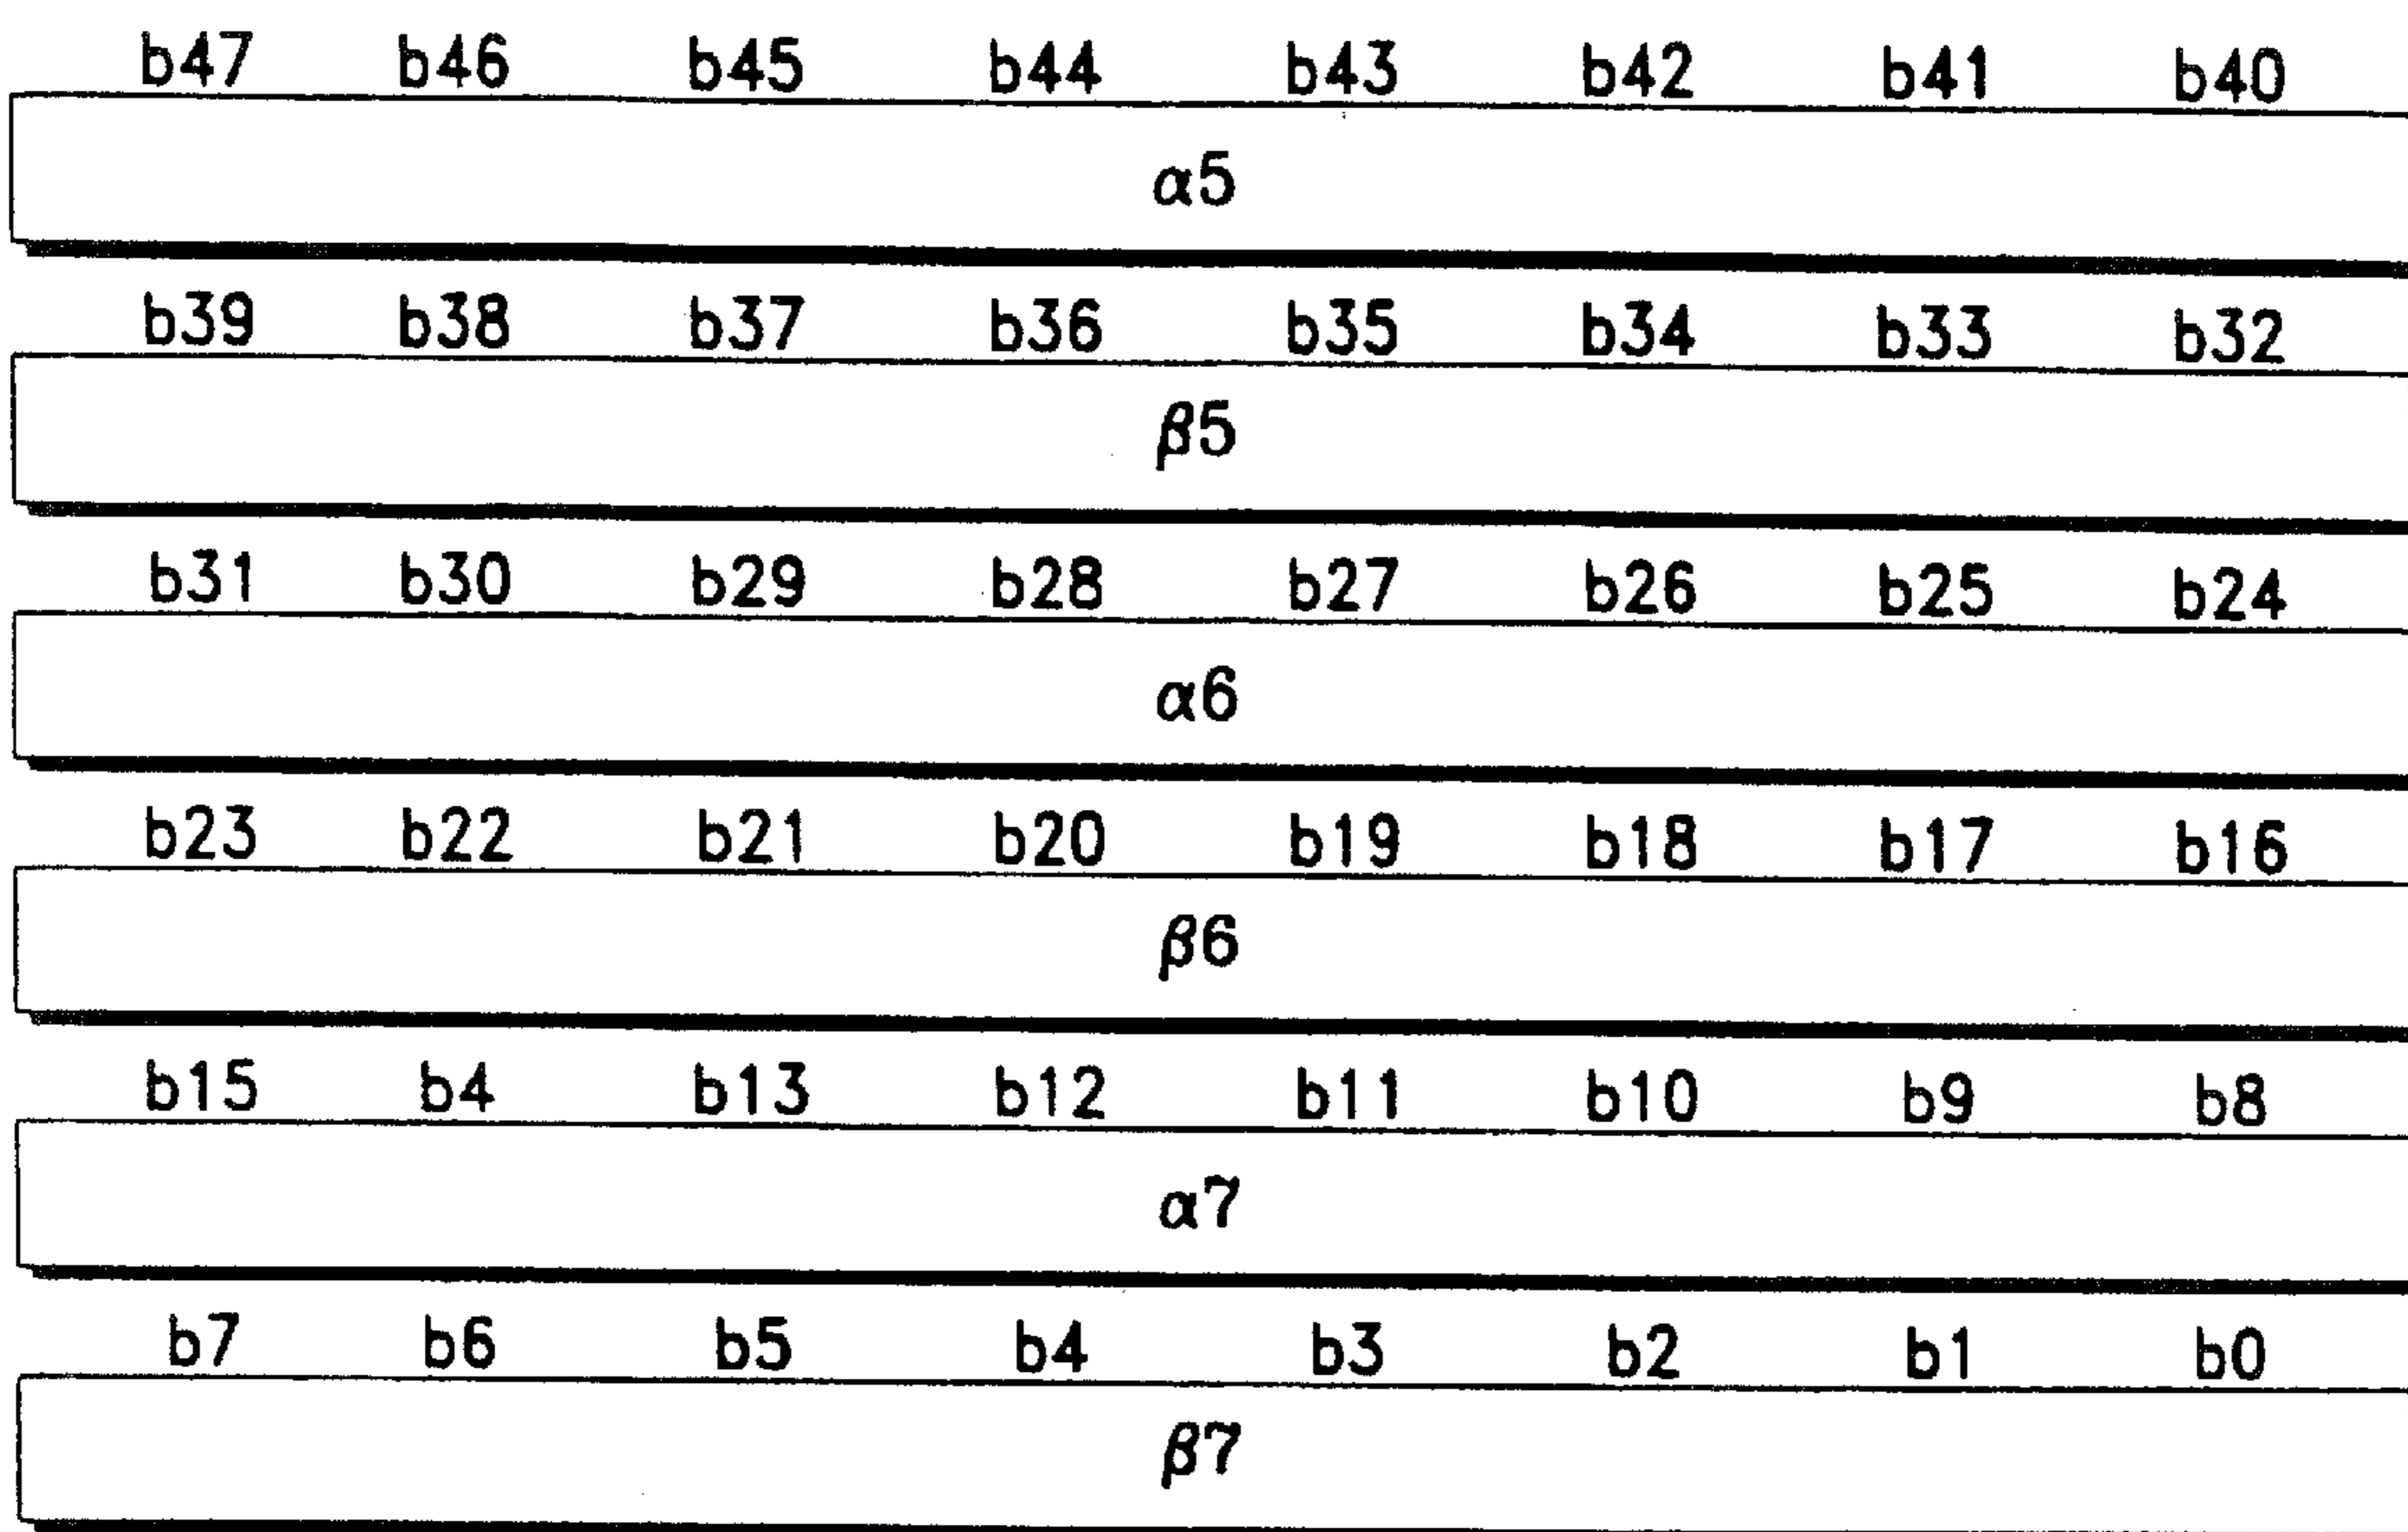 b47 b46 b45 b44 b43 b42 b41 b40
α5
b39 b38 b37 b36 b35 b34 b33 b32
β5
b31 b30 b29 b28 b27 b26 b25 b24
α6
b23 b22 b21 b20 b19 b18 b17 b16
β6
b15 b4 b13 b12 b11 b10 b9 b8
α7
b7 b6 b5 b4 b3 b2 b1 b0
β7